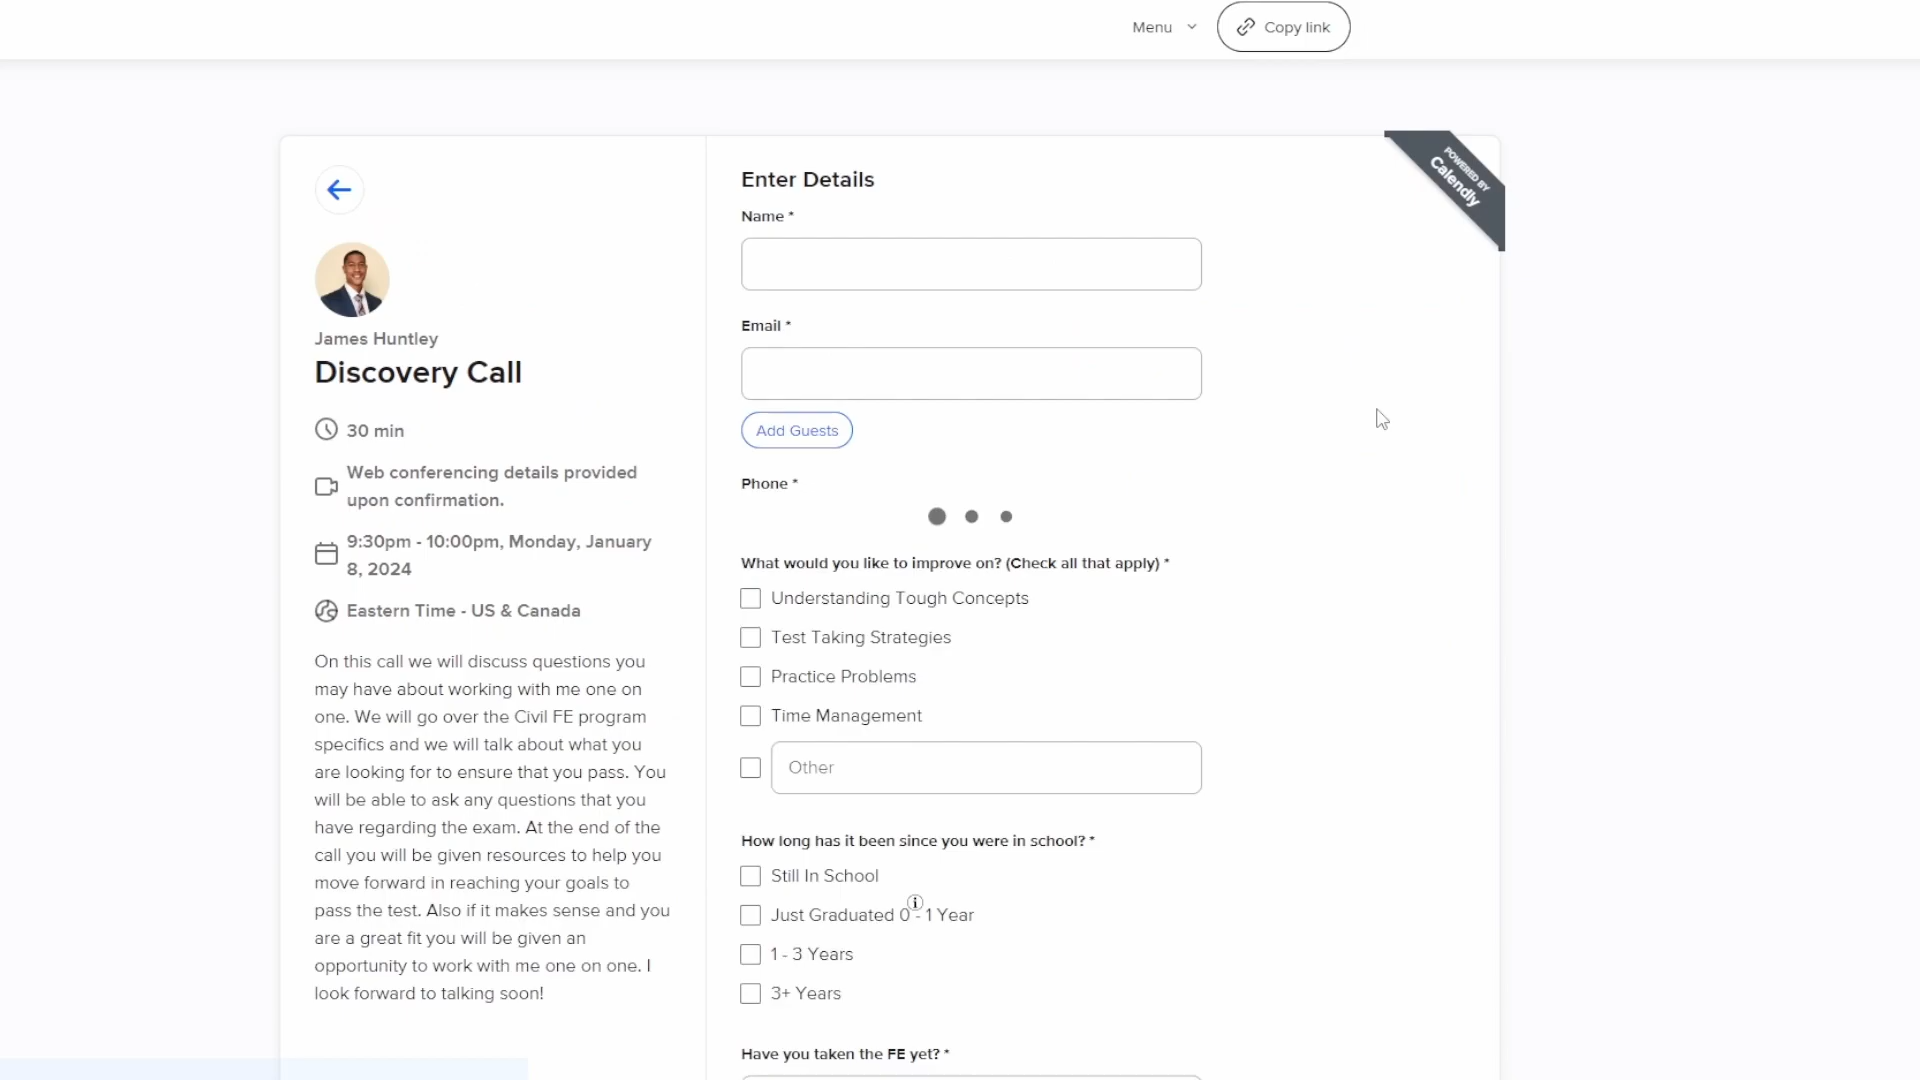 Menu
Copy link
POWERED BY
Calendly
James Huntley
Discovery Call
30 min
Web conferencing details provided
upon confirmation.
9:30pm - 10:00pm, Monday, January
8, 2024
Eastern Time - US & Canada
On this call we will discuss questions you
may have about working with me one on
one. We will go over the Civil FE program
specifics and we will talk about what you
are looking for to ensure that you pass. You
will be able to ask any questions that you
have regarding the exam. At the end of the
call you will be given resources to help you
move forward in reaching your goals to
pass the test. Also if it makes sense and you
are a great fit you will be given an
opportunity to work with me one on one. I
look forward to talking soon!
Enter Details
Name *
Email *
Add Guests
Phone *
What would you like to improve on? (Check all that apply) *
Understanding Tough Concepts
Test Taking Strategies
Practice Problems
Time Management
Other
How long has it been since you were in school? *
Still In School
Just Graduated 0 - 1 Year
1 - 3 Years
3+ Years
Have you taken the FE yet? *